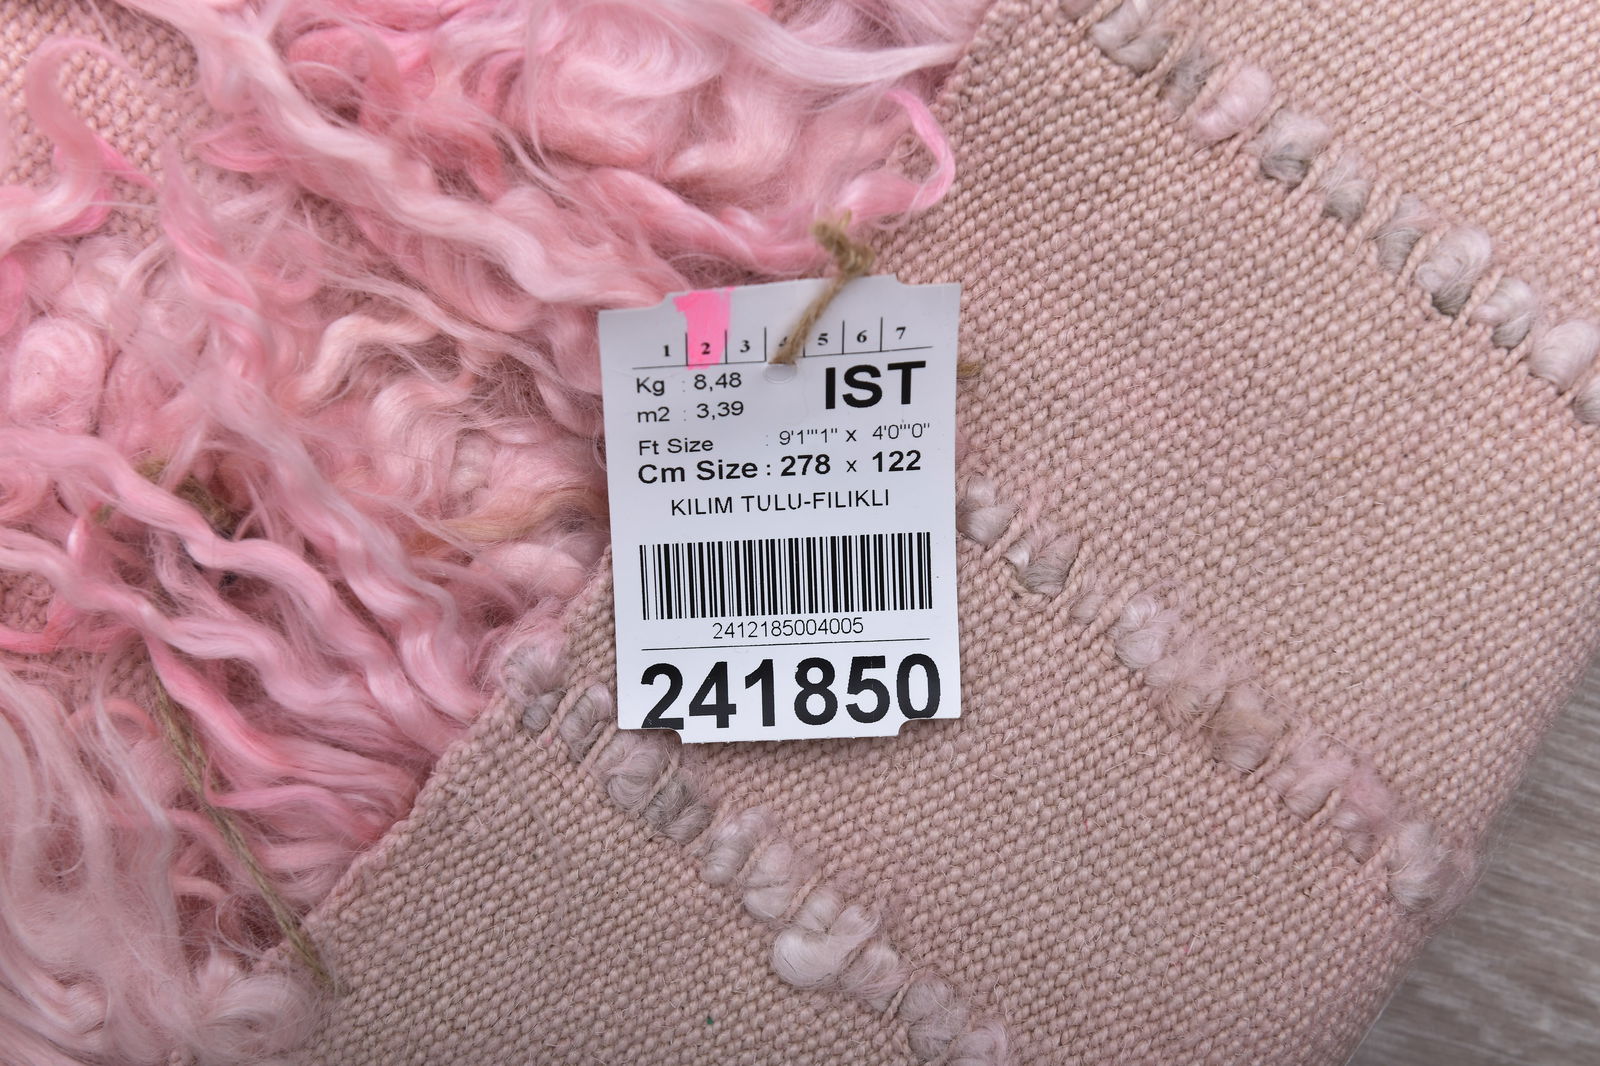 1 2 3 5 6 7
Kg : 8,48 IST
m2 : 3,39
Ft Size : 9'1'"1" x 4'0'"0"
Cm Size : 278 x 122
KILIM TULU-FILIKLI
2412185004005
241850